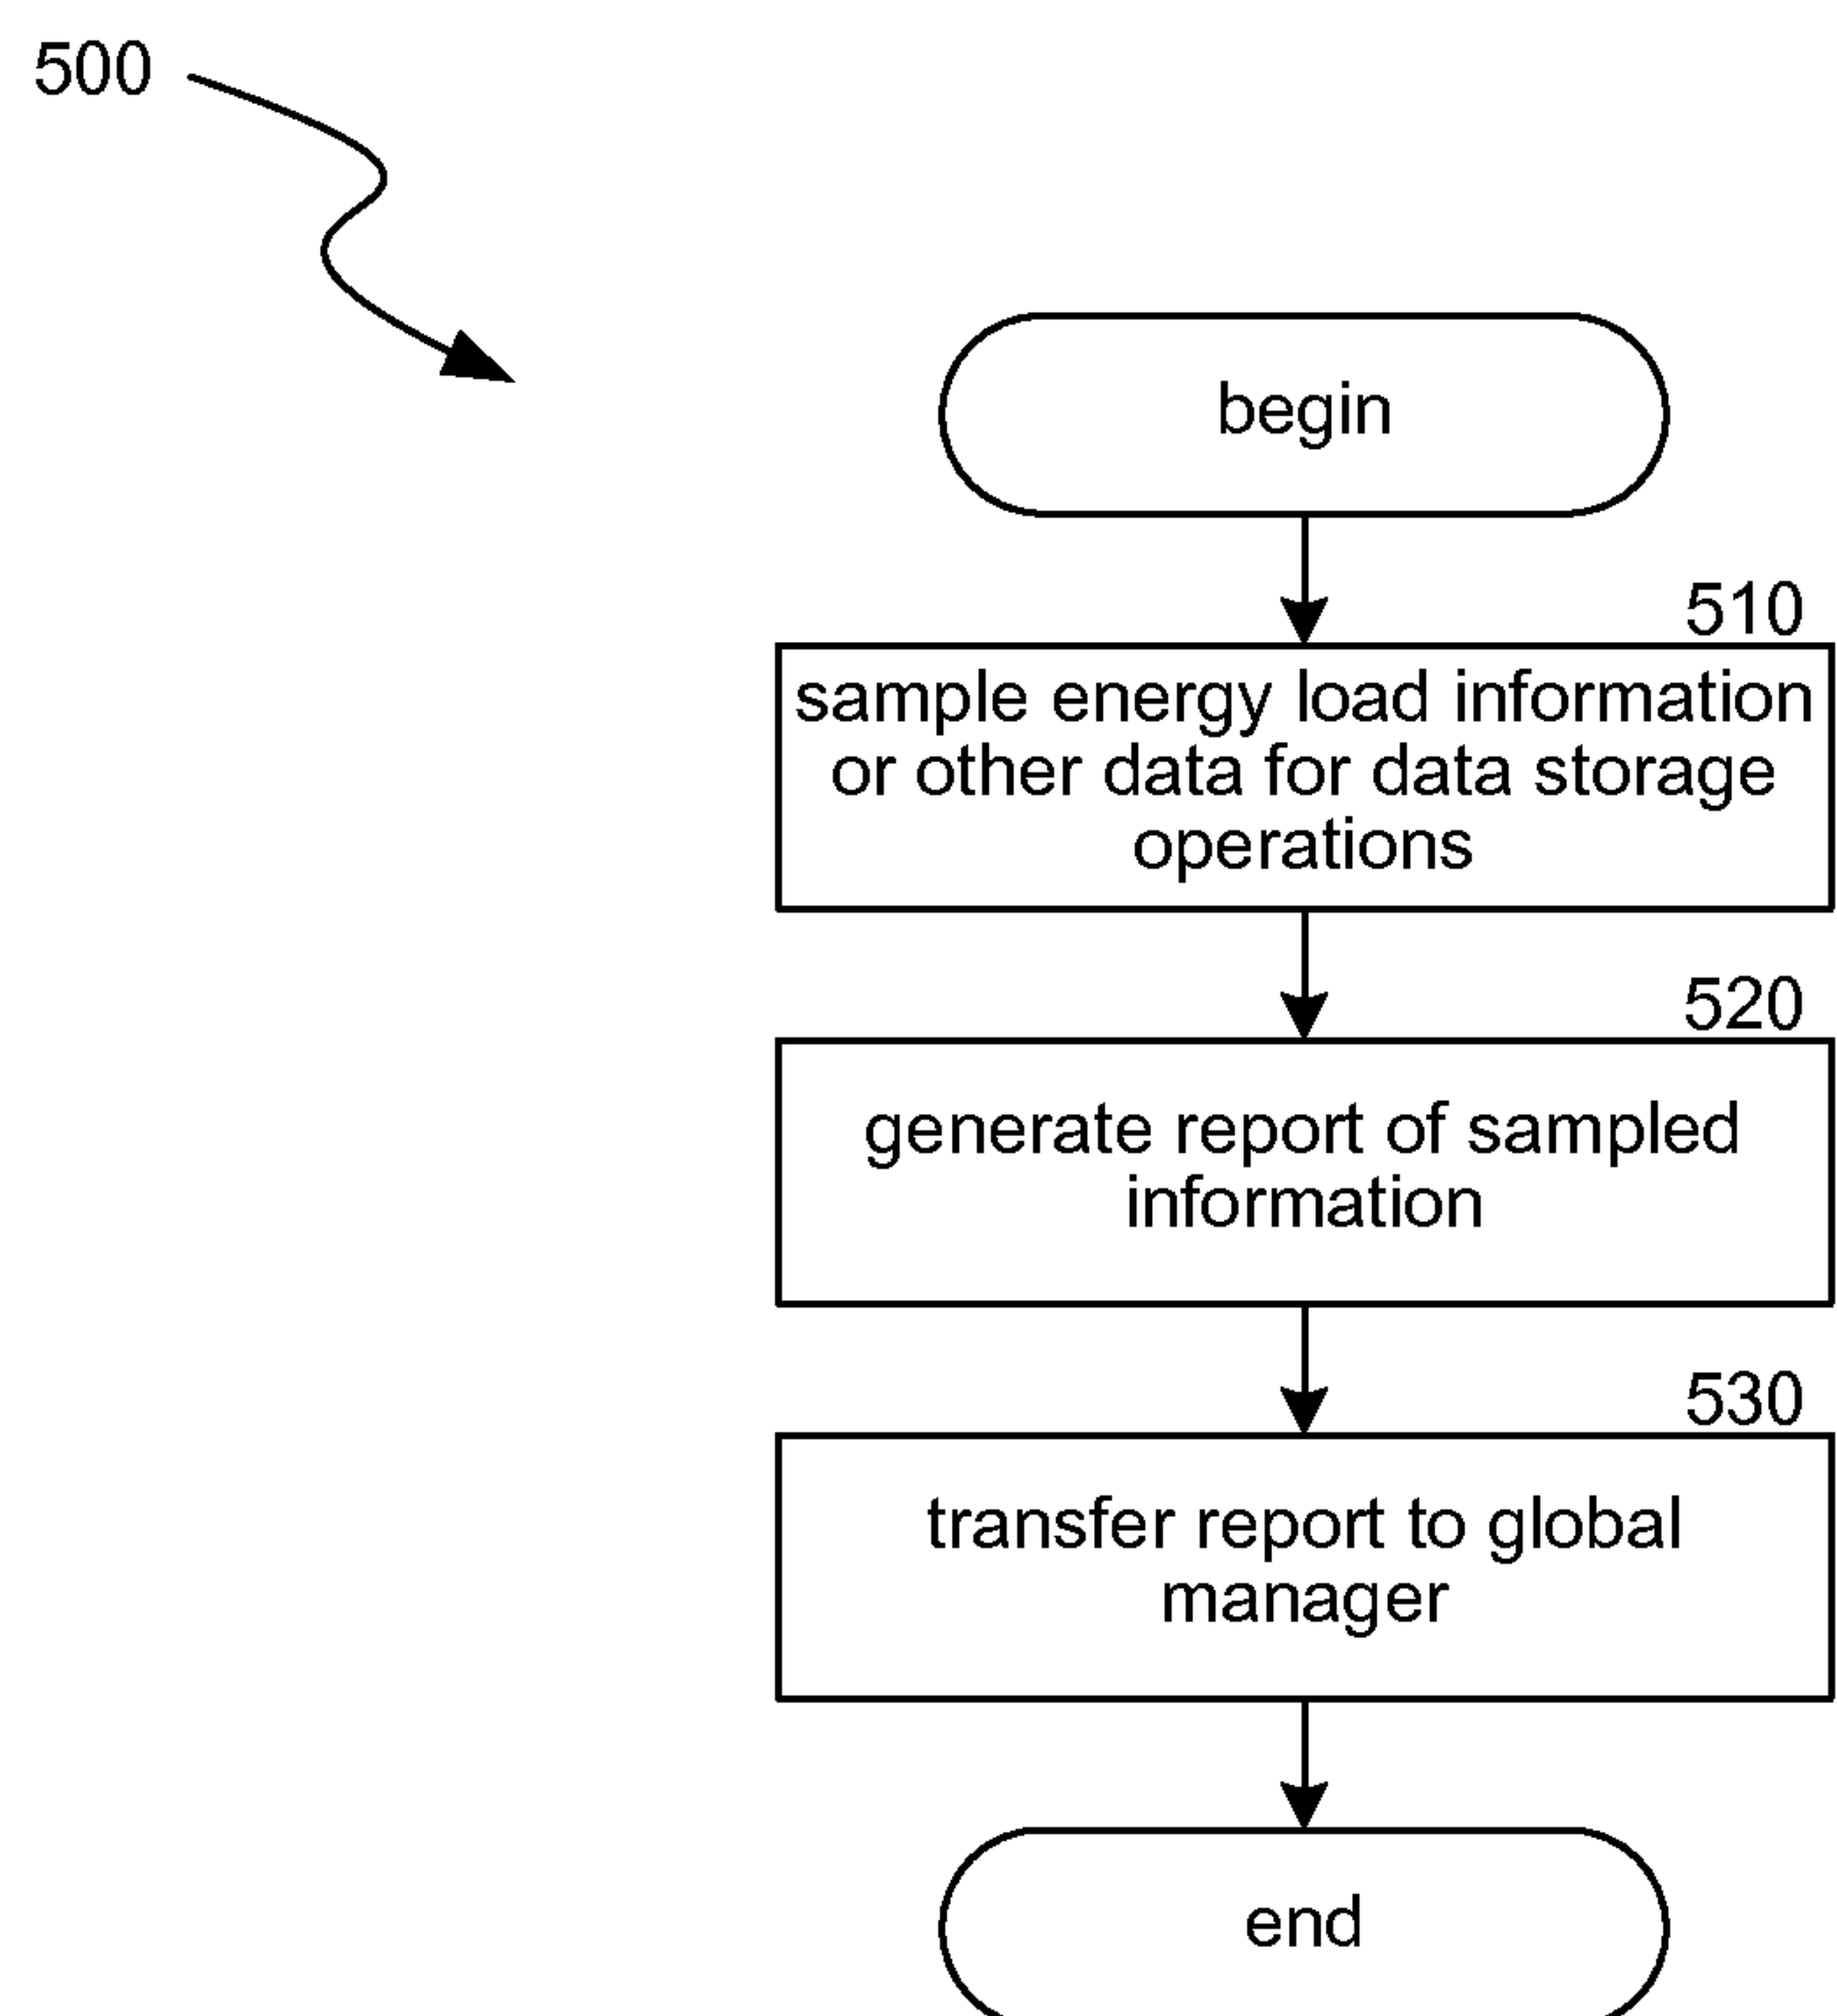 500
begin
510
sample energy load information
or other data for data storage
operations
520
generate report of sampled
information
530
transfer report to global
manager
end